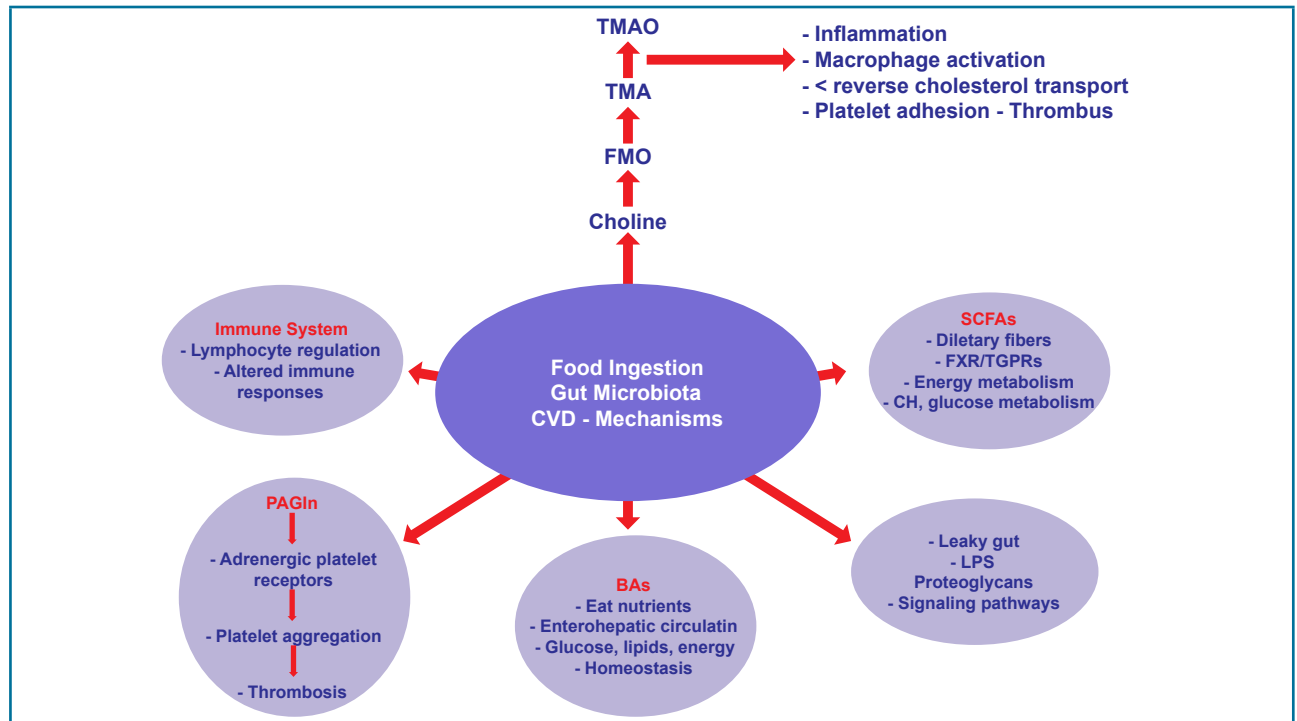 TMAO
- Inflammation
- Macrophage activation
- < reverse cholesterol transport
- Platelet adhesion - Thrombus
TMA
FMO
Choline
Immune System
- Lymphocyte regulation
- Altered immune
responses
Food Ingestion
Gut Microbiota
CVD - Mechanisms
SCFAs
- Diletary fibers
- FXR/TGPRs
- Energy metabolism
- CH, glucose metabolism
PAGIn
- Adrenergic platelet
receptors
- Platelet aggregation
- Thrombosis
BAs
- Eat nutrients
- Enterohepatic circulatin
- Glucose, lipids, energy
- Homeostasis
- Leaky gut
- LPS
Proteoglycans
- Signaling pathways